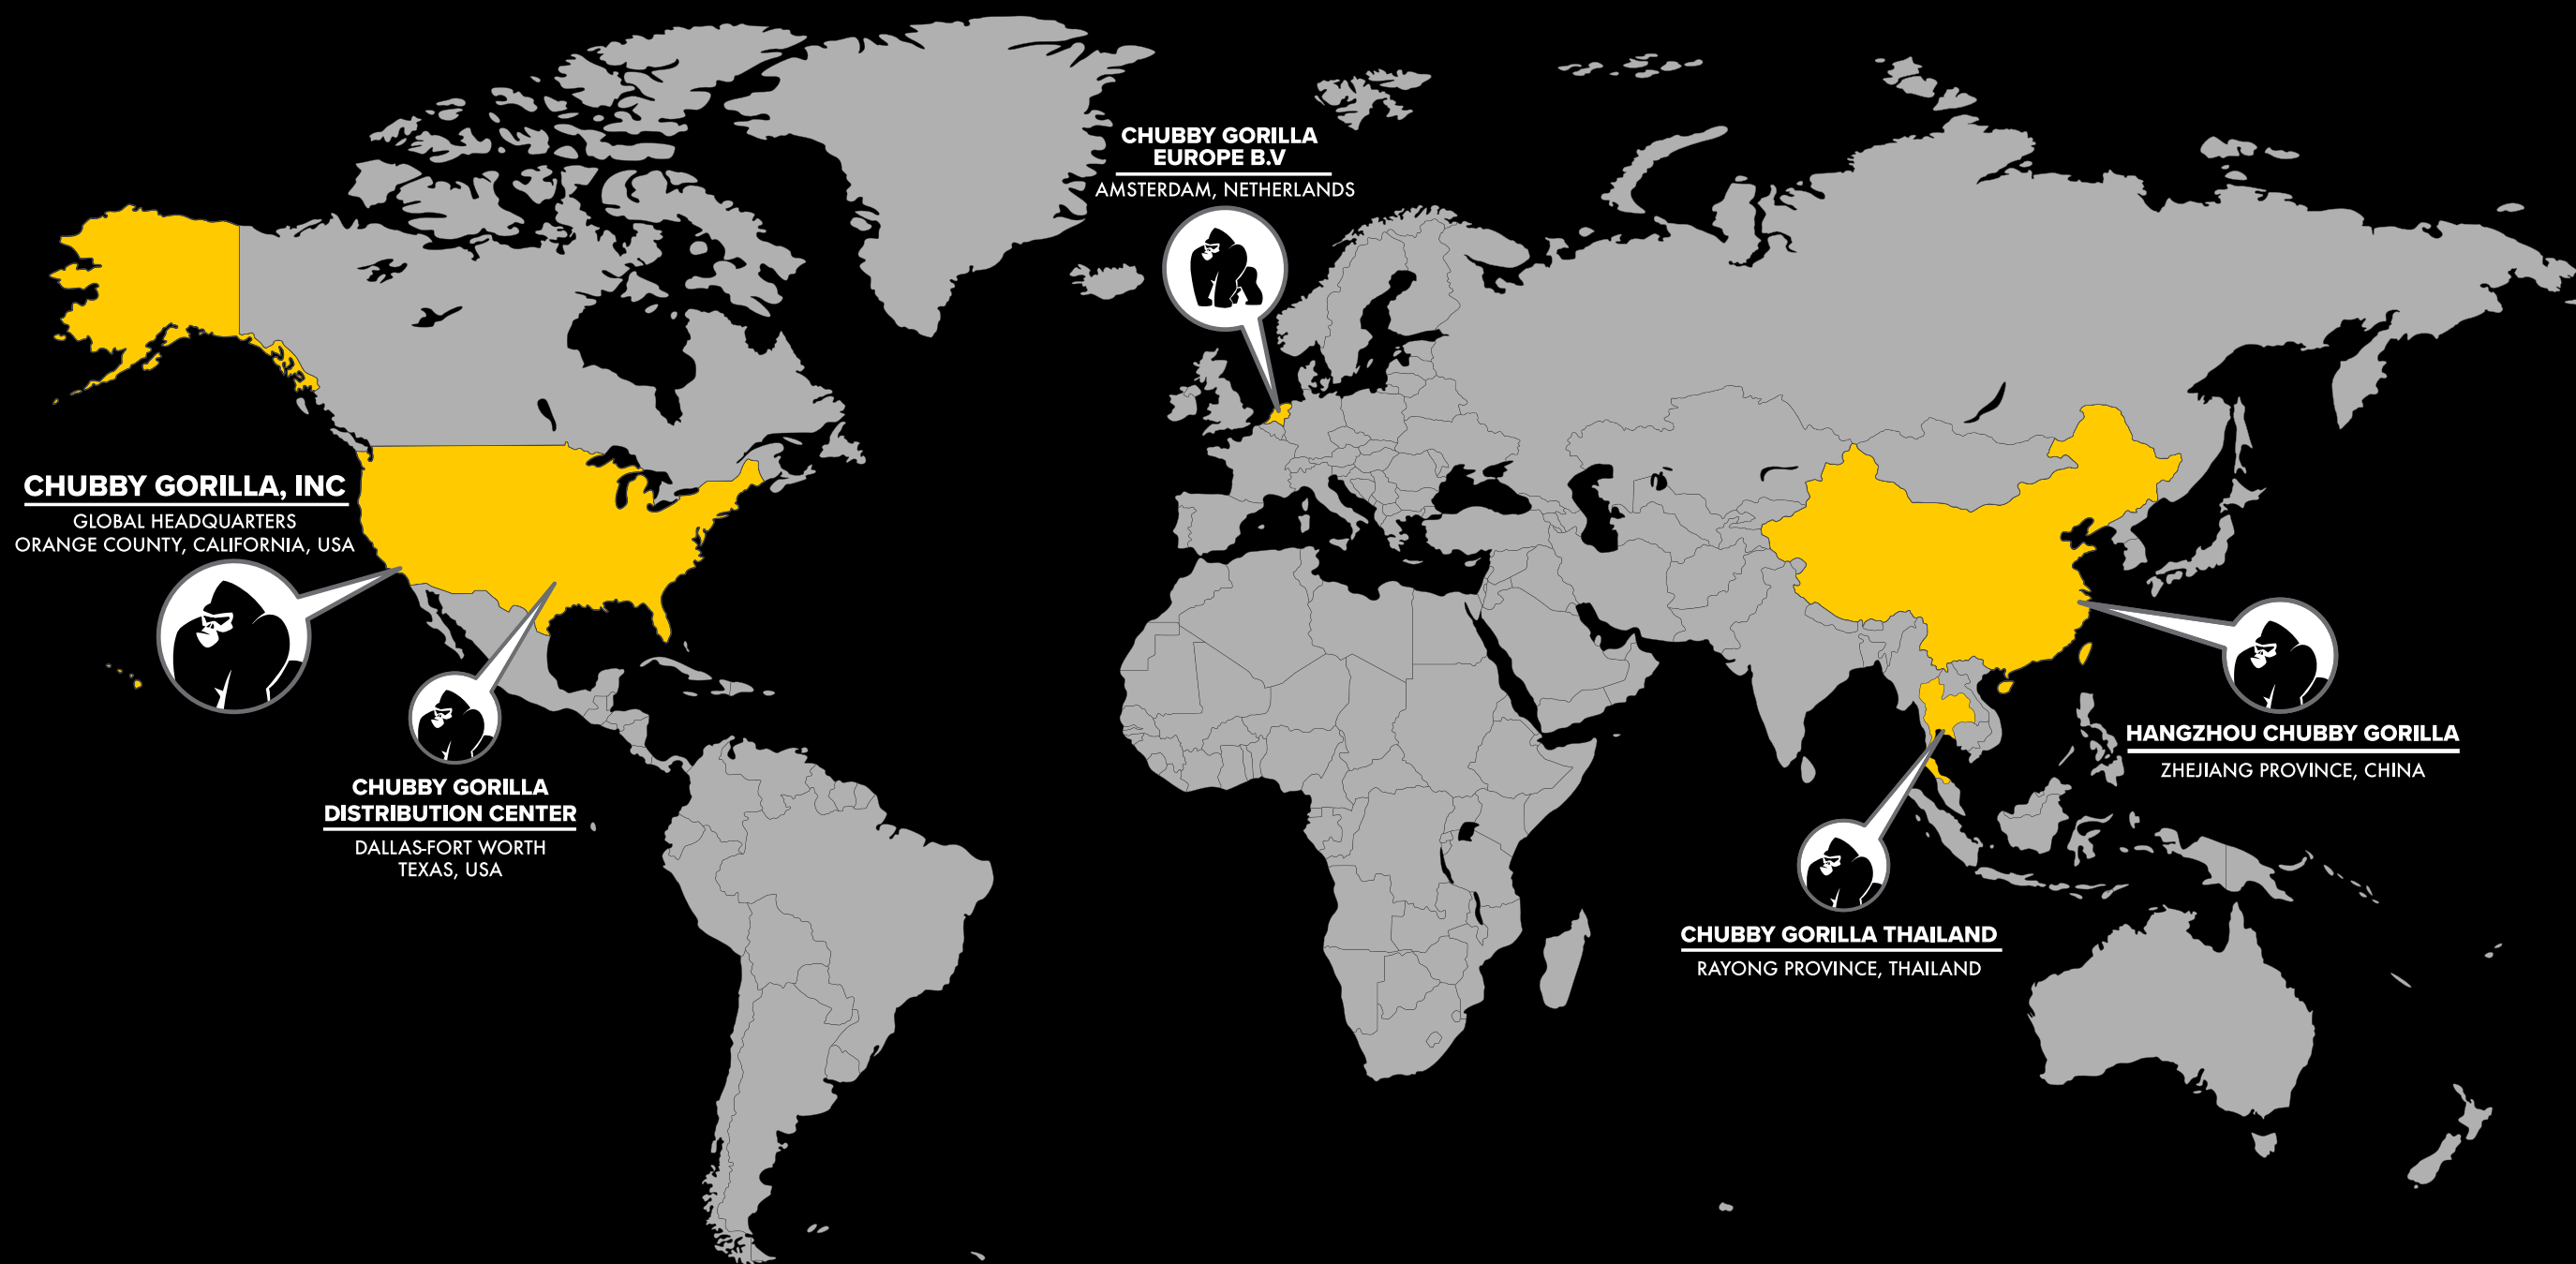 CHUBBY GORILLA
EUROPE B.V
AMSTERDAM, NETHERLANDS
CHUBBY GORILLA, INC
GLOBAL HEADQUARTERS
ORANGE COUNTY, CALIFORNIA, USA
CHUBBY GORILLA
DISTRIBUTION CENTER
DALLAS-FORT WORTH
TEXAS, USA
HANGZHOU CHUBBY GORILLA
ZHEJIANG PROVINCE, CHINA
CHUBBY GORILLA THAILAND
RAYONG PROVINCE, THAILAND